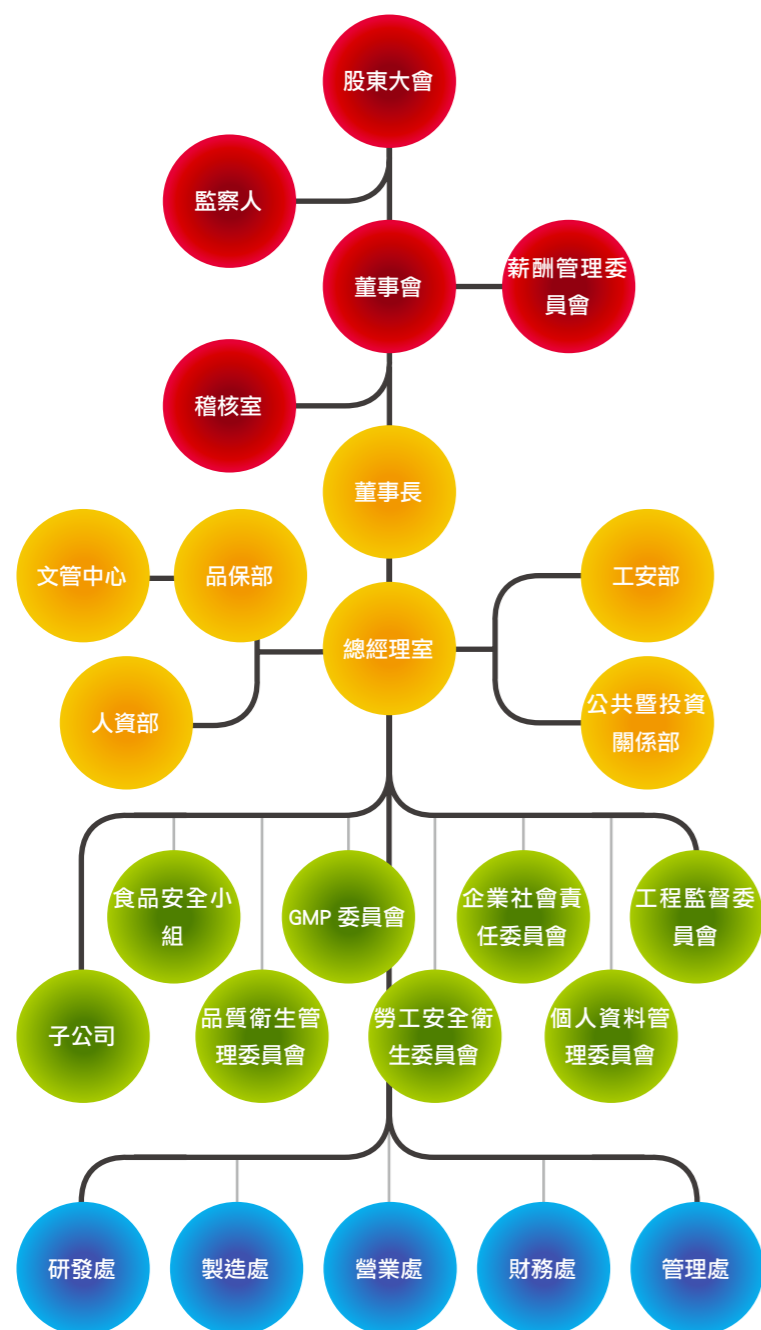 股東大會
監察人
董事會
薪酬管理委
員會
稽核室
董事長
文管中心
品保部
工安部
總經理室
人資部
公共暨投資
關係部
食品安全小
組
GMP 委員會
企業社會責
任委員會
工程監督委
員會
子公司
品質衛生管
理委員會
勞工安全衛
生委員會
個人資料管
理委員會
研發處
製造處
營業處
財務處
管理處